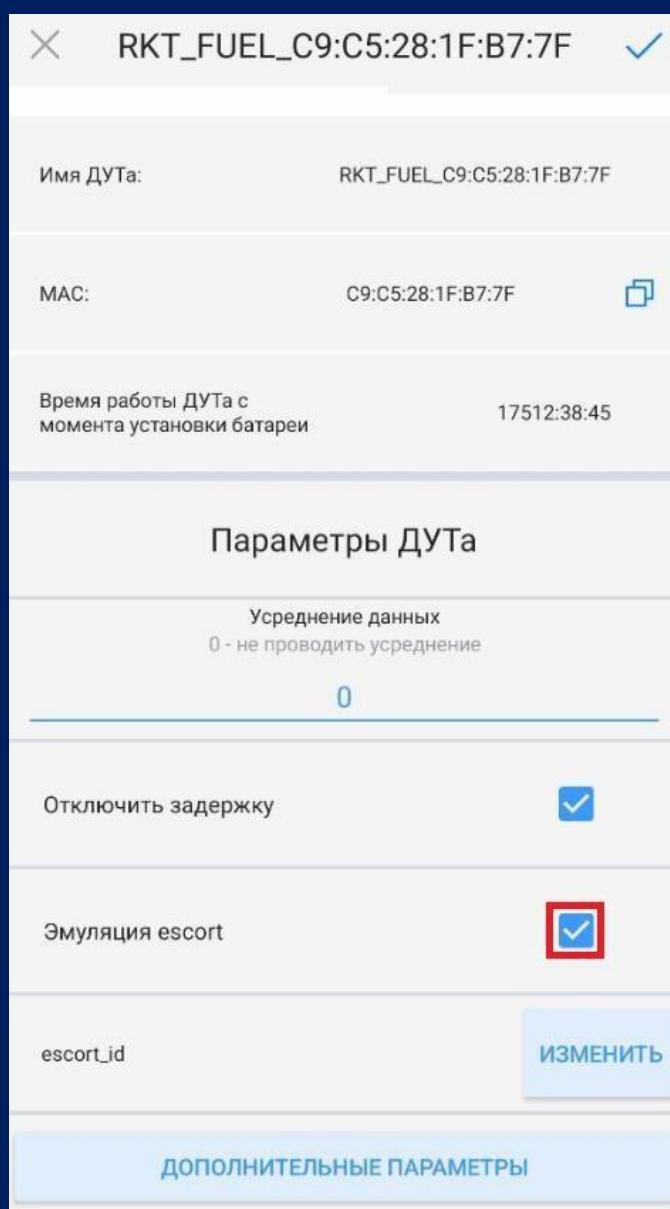 RKT_FUEL_C9:C5:28:1F:B7:7F
Имя ДУТа: RKT_FUEL_C9:C5:28:1F:B7:7F
MAC: C9:C5:28:1F:B7:7F
Время работы ДУТа с
момента установки батареи
17512:38:45
Параметры ДУТа
Усреднение данных
0 - не проводить усреднение
0
Отключить задержку
Эмуляция escort
escort_id ИЗМЕНИТЬ
ДОПОЛНИТЕЛЬНЫЕ ПАРАМЕТРЫ